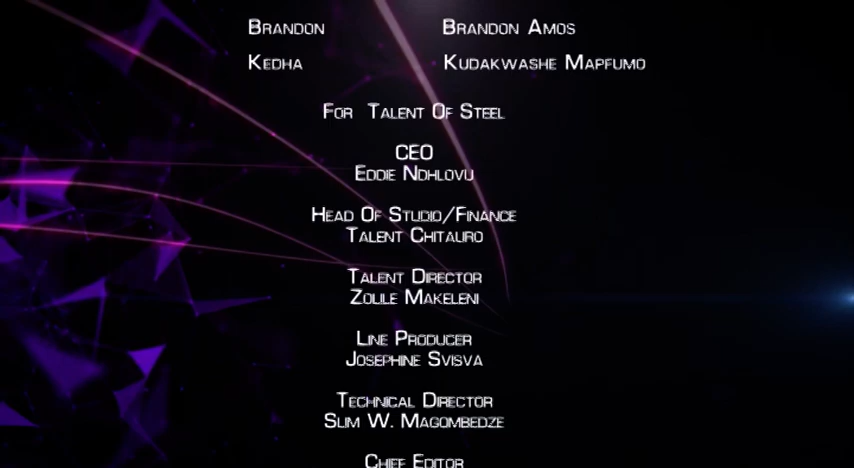 Brandon Brandon Amos
Kedha Kudakwashe Mapfumo
For Talent Of Steel
CEO
Eddie Ndhlovu
Head Of Studio/Finance
Talent Chitauro
Talent Director
Zolile Makeleni
Line Producer
Josephine Svisva
Technical Director
Slim W. Magombedze
Chief Editor